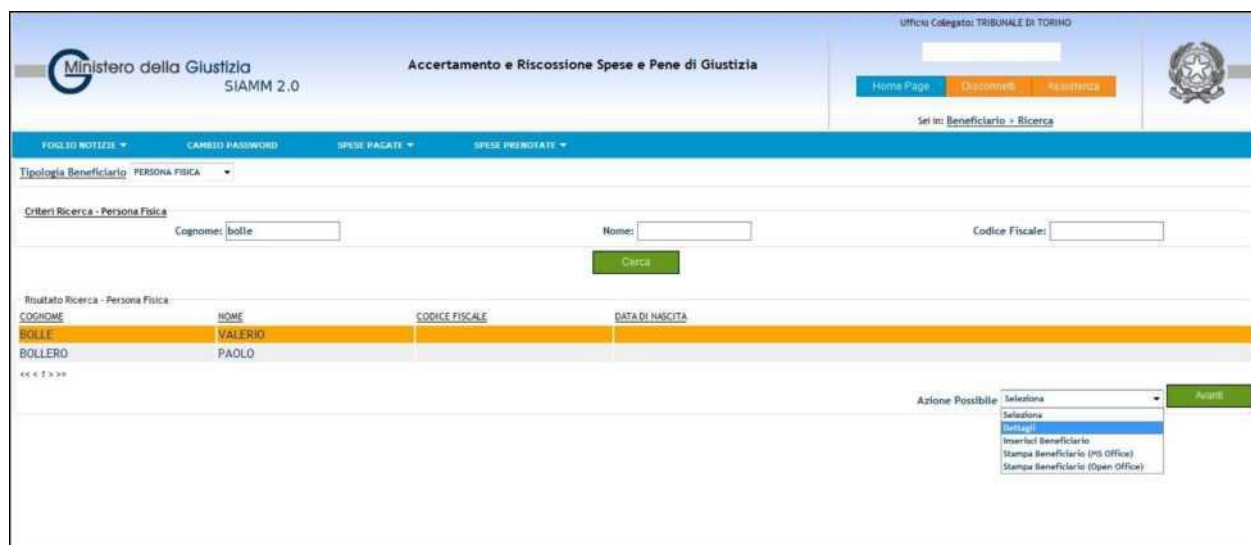 Ufficio Collegato: TRIBUNALE DI TORINO
Ministero della Giustizia
SIAMM 2.0
Accertamento e Riscossione Spese e Pene di Giustizia
Home Page Disconnetti Assistenza
Sei in: Beneficiario > Ricerca
FOGLIO NOTIZIE CAMBIO PASSWORD SPESE PAGATE SPESE PRENOTATE
Tipologia Beneficiario PERSONA FISICA
Criteri Ricerca - Persona Fisica
Cognome: bolle Nome: Codice Fiscale:
Cerca
Risultato Ricerca - Persona Fisica
COGNOME NOME CODICE FISCALE DATA DI NASCITA
BOLLE VALERIO
BOLLERO PAOLO
<< < 1 > >>
Azione Possibile Seleziona Avanti
Seleziona
Dettagli
Inserisci Beneficiario
Stampa Beneficiario (MS Office)
Stampa Beneficiario (Open Office)